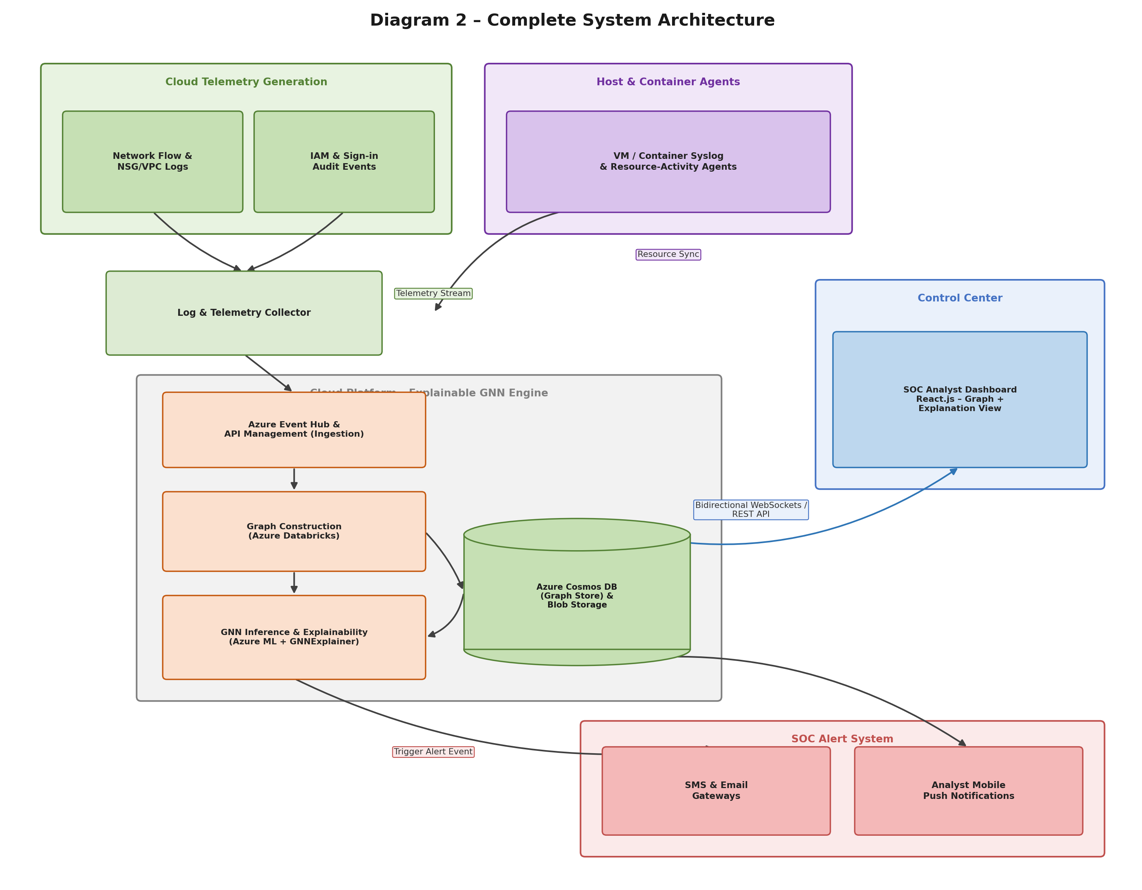 Diagram 2 – Complete System Architecture
Cloud Telemetry Generation
Network Flow &
NSG/VPC Logs
IAM & Sign-in
Audit Events
Host & Container Agents
VM / Container Syslog
& Resource-Activity Agents
Resource Sync
Telemetry Stream
Log & Telemetry Collector
Control Center
SOC Analyst Dashboard
React.js – Graph +
Explanation View
Cloud Platform – Explainable GNN Engine
Azure Event Hub &
API Management (Ingestion)
Graph Construction
(Azure Databricks)
GNN Inference & Explainability
(Azure ML + GNNExplainer)
Azure Cosmos DB
(Graph Store) &
Blob Storage
Bidirectional WebSockets /
REST API
Trigger Alert Event
SOC Alert System
SMS & Email
Gateways
Analyst Mobile
Push Notifications